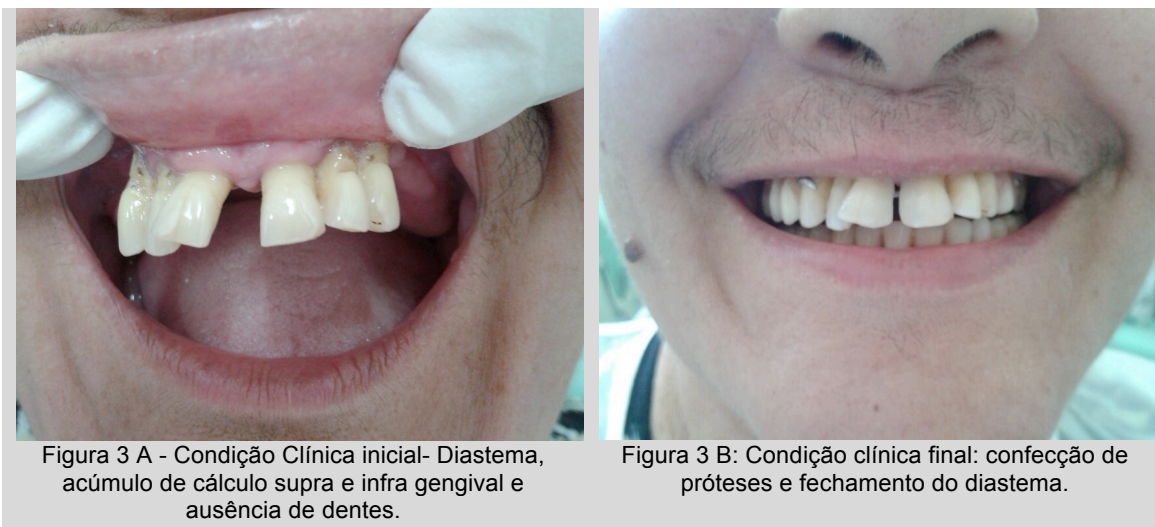 Figura 3 A - Condição Clínica inicial- Diastema,
acúmulo de cálculo supra e infra gengival e
ausência de dentes.
Figura 3 B: Condição clínica final: confecção de
próteses e fechamento do diastema.